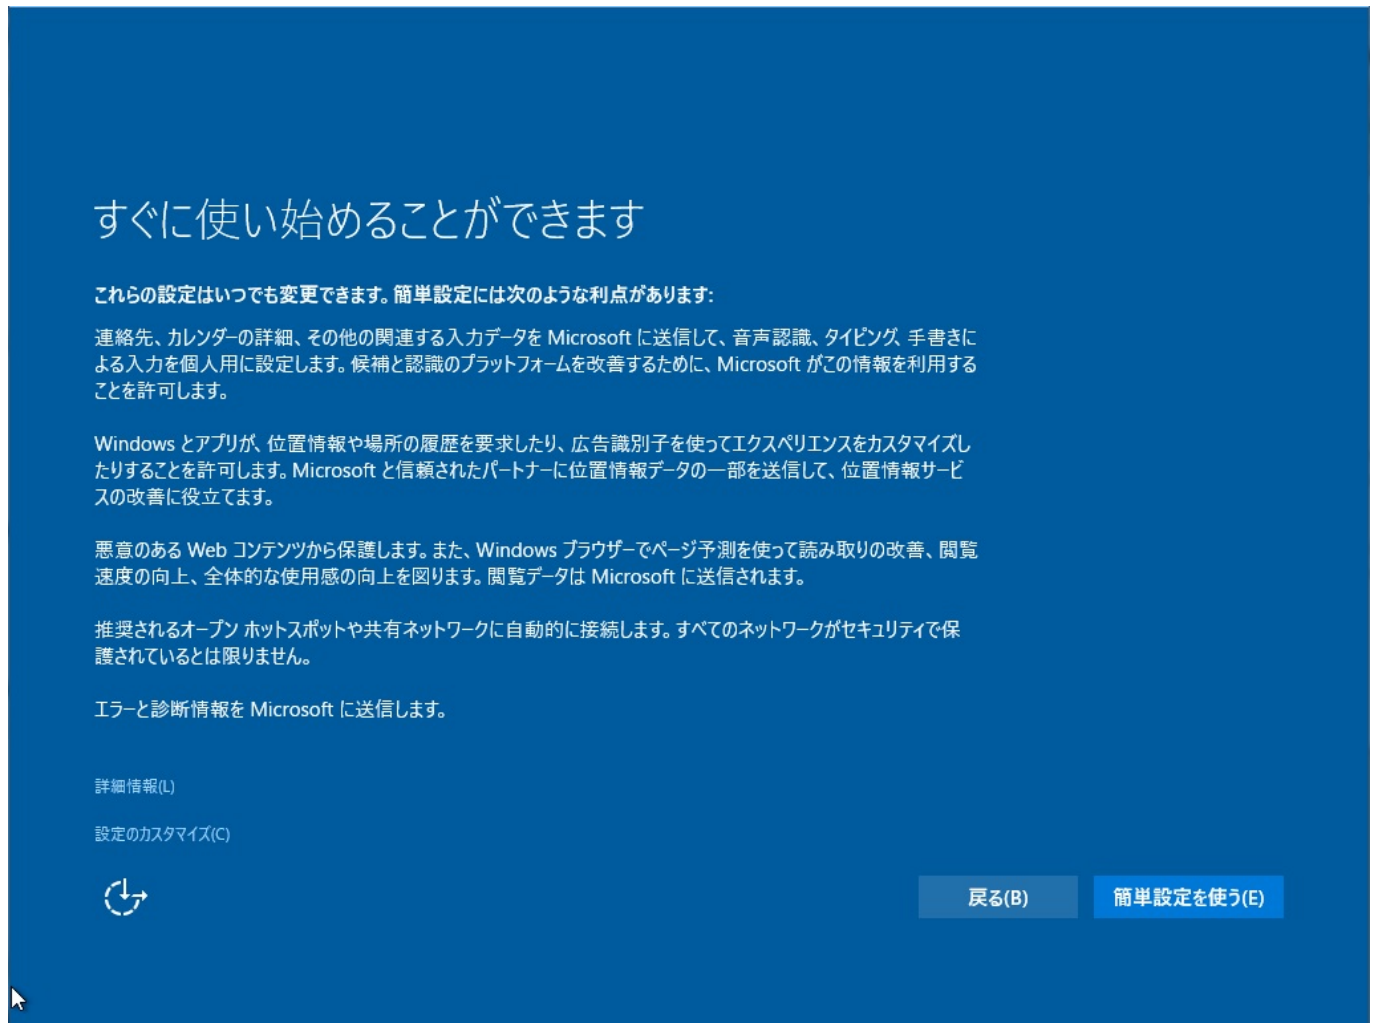 すぐに使い始めることができます
これらの設定はいつでも変更できます。簡単設定には次のような利点があります:
連絡先、カレンダーの詳細、その他の関連する入力データを Microsoft に送信して、音声認識、タイピング、手書きに
よる入力を個人用に設定します。候補と認識のプラットフォームを改善するために、Microsoft がこの情報を利用する
ことを許可します。
Windows とアプリが、位置情報や場所の履歴を要求したり、広告識別子を使ってエクスペリエンスをカスタマイズし
たりすることを許可します。Microsoft と信頼されたパートナーに位置情報データの一部を送信して、位置情報サービ
スの改善に役立てます。
悪意のある Web コンテンツから保護します。また、Windows ブラウザーでページ予測を使って読み取りの改善、閲覧
速度の向上、全体的な使用感の向上を図ります。閲覧データは Microsoft に送信されます。
推奨されるオープン ホットスポットや共有ネットワークに自動的に接続します。すべてのネットワークがセキュリティで保
護されているとは限りません。
エラーと診断情報を Microsoft に送信します。
詳細情報(L)
設定のカスタマイズ(C)
戻る(B)
簡単設定を使う(E)